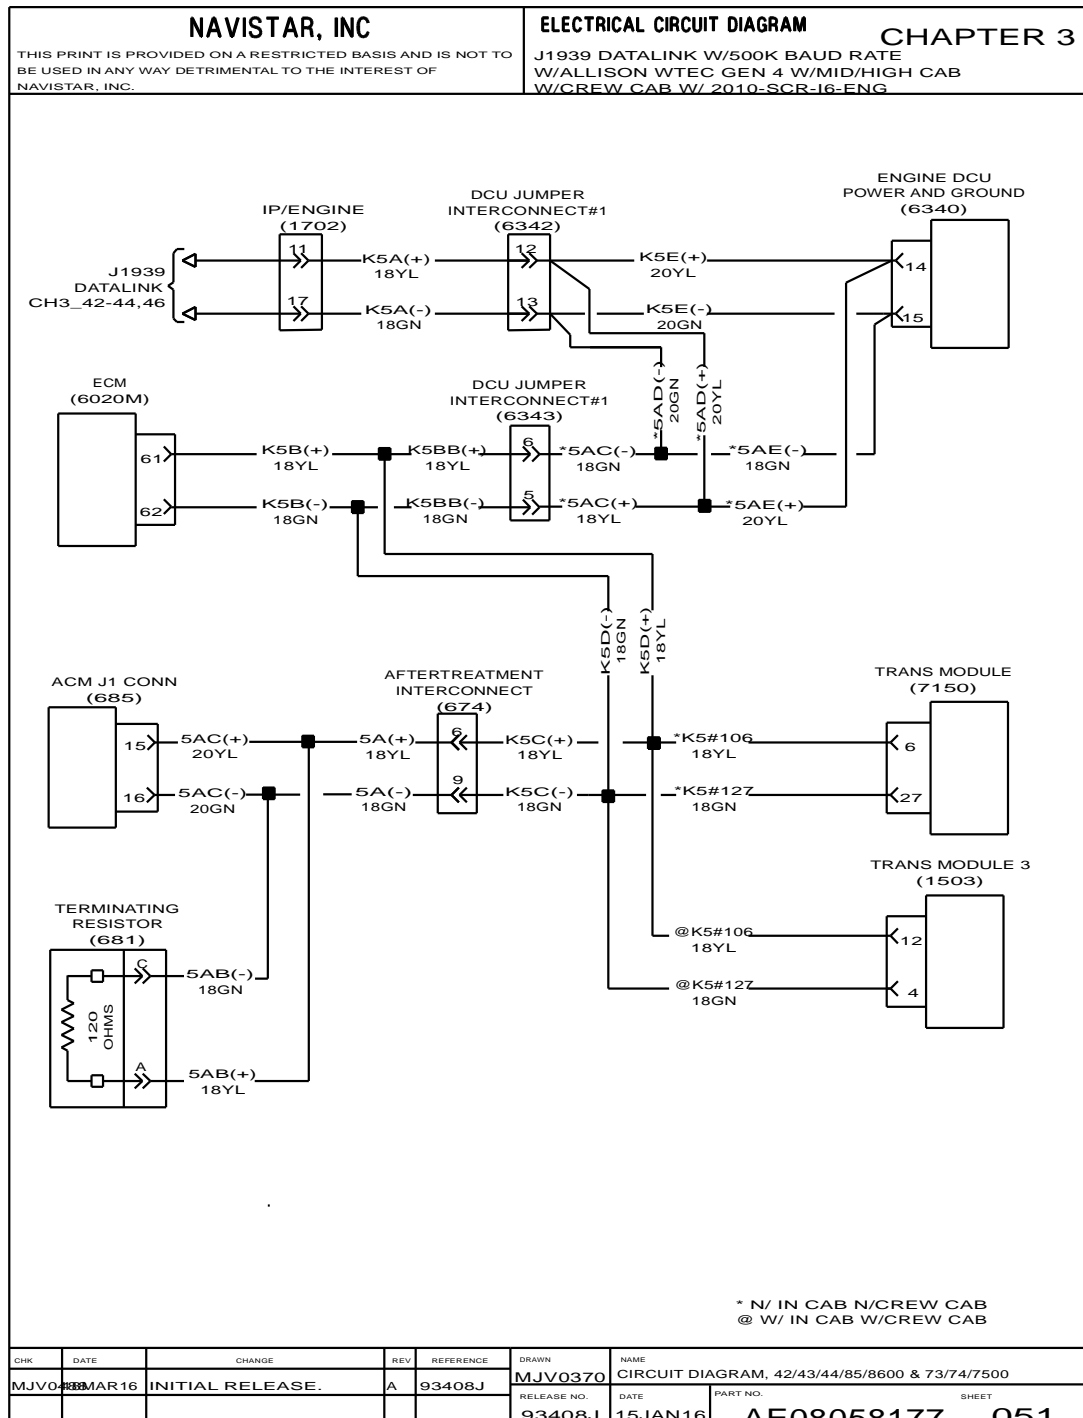 NAVISTAR, INC
THIS PRINT IS PROVIDED ON A RESTRICTED BASIS AND IS NOT TO
BE USED IN ANY WAY DETRIMENTAL TO THE INTEREST OF
NAVISTAR, INC.
ELECTRICAL CIRCUIT DIAGRAM
CHAPTER 3
J1939 DATALINK W/500K BAUD RATE
W/ALLISON WTEC GEN 4 W/MID/HIGH CAB
W/CREW CAB W/ 2010-SCR-I6-ENG
ENGINE DCU
POWER AND GROUND
(6340)
DCU JUMPER
INTERCONNECT#1
(6342)
IP/ENGINE
(1702)
11
K5A(+)
18YL
12
K5E(+)
20YL
14
J1939
DATALINK
CH3_42-44,46
17
K5A(-)
18GN
13
K5E(-)
20GN
15
*5AD(-)
20GN
*5AD(+)
20YL
ECM
(6020M)
DCU JUMPER
INTERCONNECT#1
(6343)
61
K5B(+)
18YL
K5BB(+)
18YL
6
*5AC(-)
18GN
*5AE(-)
18GN
62
K5B(-)
18GN
K5BB(-)
18GN
5
*5AC(+)
18YL
*5AE(+)
20YL
K5D(-)
18GN
K5D(+)
18YL
ACM J1 CONN
(685)
AFTERTREATMENT
INTERCONNECT
(674)
TRANS MODULE
(7150)
15
5AC(+)
20YL
5A(+)
18YL
6
K5C(+)
18YL
*K5#106
18YL
6
16
5AC(-)
20GN
5A(-)
18GN
9
K5C(-)
18GN
*K5#127
18GN
27
TRANS MODULE 3
(1503)
TERMINATING
RESISTOR
(681)
@K5#106
18YL
12
C
5AB(-)
18GN
@K5#127
18GN
4
120
OHMS
A
5AB(+)
18YL
* N/ IN CAB N/CREW CAB
@ W/ IN CAB W/CREW CAB
CHK DATE CHANGE REV REFERENCE
INITIAL RELEASE. A 93408J
DRAWN
MJV0370
NAME
CIRCUIT DIAGRAM, 42/43/44/85/8600 & 73/74/7500
RELEASE NO.
93408J
DATE
15JAN16
PART NO.
AE08058177
SHEET
051